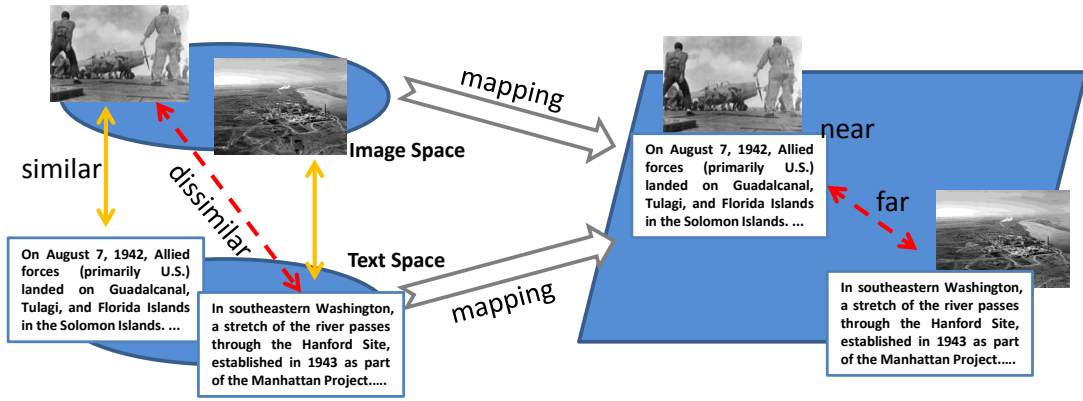 similar
dissimilar
Image Space
Text Space
On August 7, 1942, Allied
forces (primarily U.S.)
landed on Guadalcanal,
Tulagi, and Florida Islands
in the Solomon Islands. ...
In southeastern Washington,
a stretch of the river passes
through the Hanford Site,
established in 1943 as part
of the Manhattan Project.....
mapping
mapping
near
On August 7, 1942, Allied
forces (primarily U.S.)
landed on Guadalcanal,
Tulagi, and Florida Islands
in the Solomon Islands. ...
far
In southeastern Washington,
a stretch of the river passes
through the Hanford Site,
established in 1943 as part
of the Manhattan Project.....